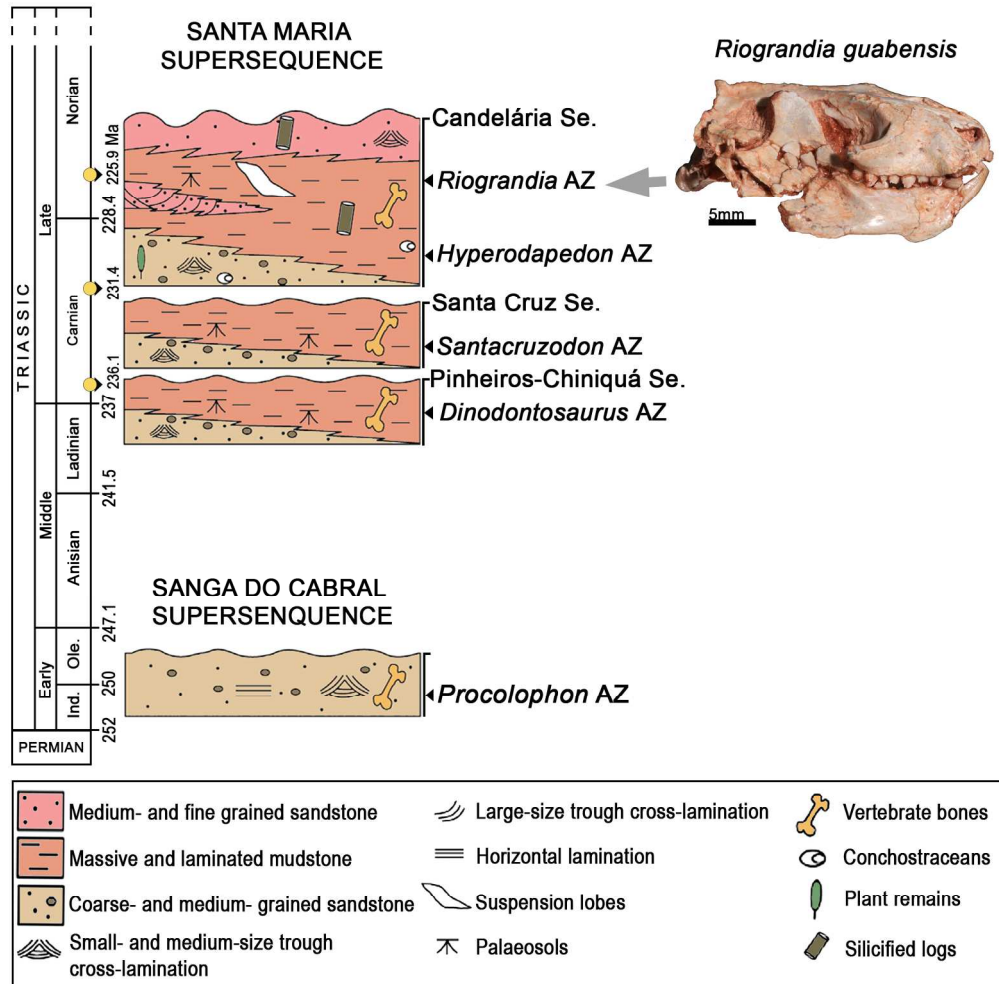 SANTA MARIA
SUPERSEQUENCE
Riograndia guabensis
5mm
TRIASSIC
Late
Middle
Early
Norian
Carnian
Ladinian
Anisian
Ole.
Ind.
PERMIAN
225.9 Ma
228.4
231.4
236.1
237
241.5
247.1
250
252
Candelária Se.
Riograndia AZ
Hyperodapedon AZ
Santa Cruz Se.
Santacruzodon AZ
Pinheiros-Chiniquá Se.
Dinodontosaurus AZ
SANGA DO CABRAL
SUPERSENQUENCE
Procolophon AZ
Medium- and fine grained sandstone
Massive and laminated mudstone
Coarse- and medium- grained sandstone
Small- and medium-size trough
cross-lamination
Large-size trough cross-lamination
Horizontal lamination
Suspension lobes
Palaeosols
Vertebrate bones
Conchostraceans
Plant remains
Silicified logs